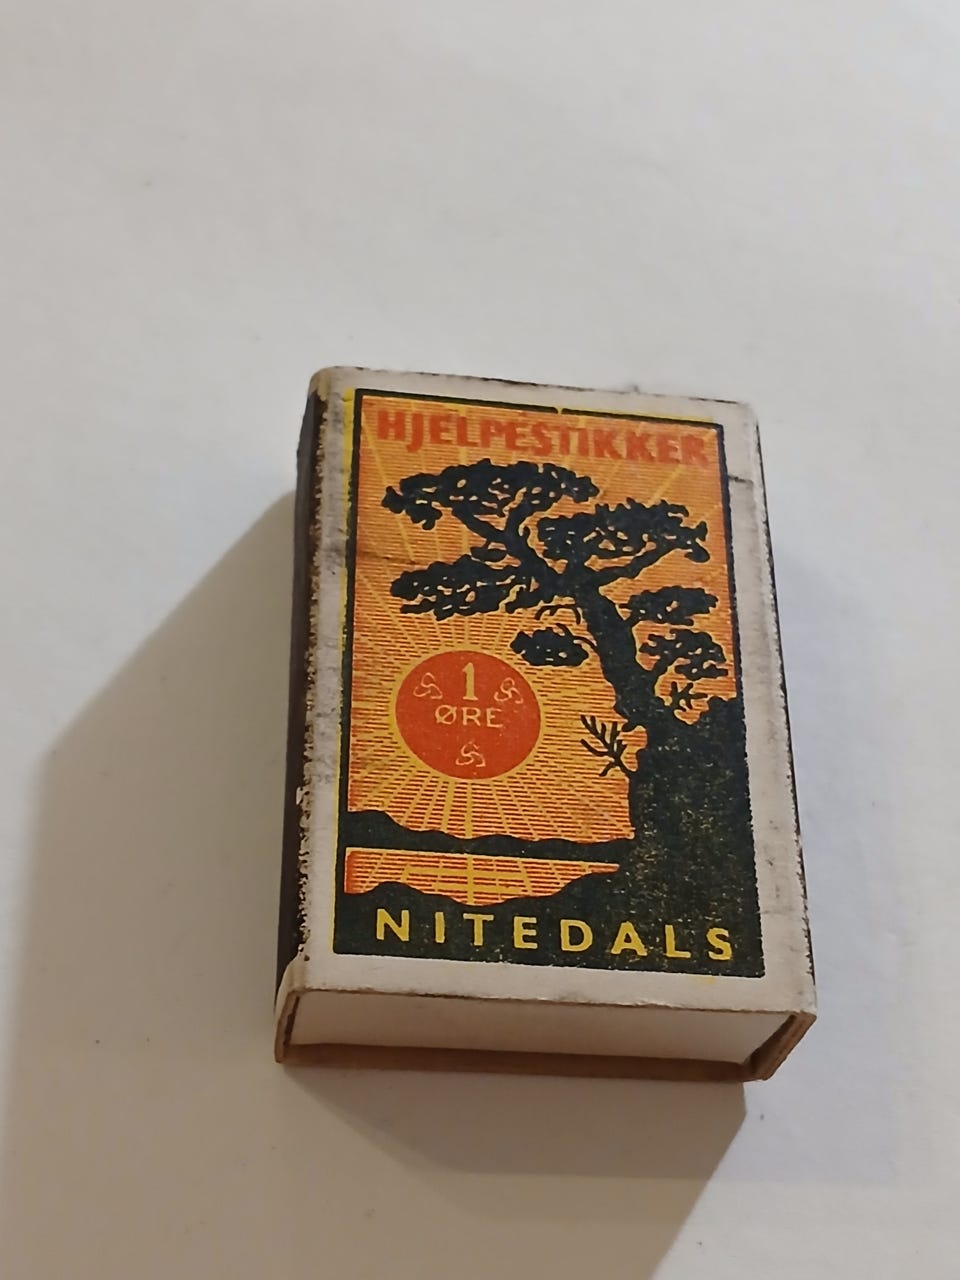 HJELPESTIKKER
1
ØRE
NITEDALS